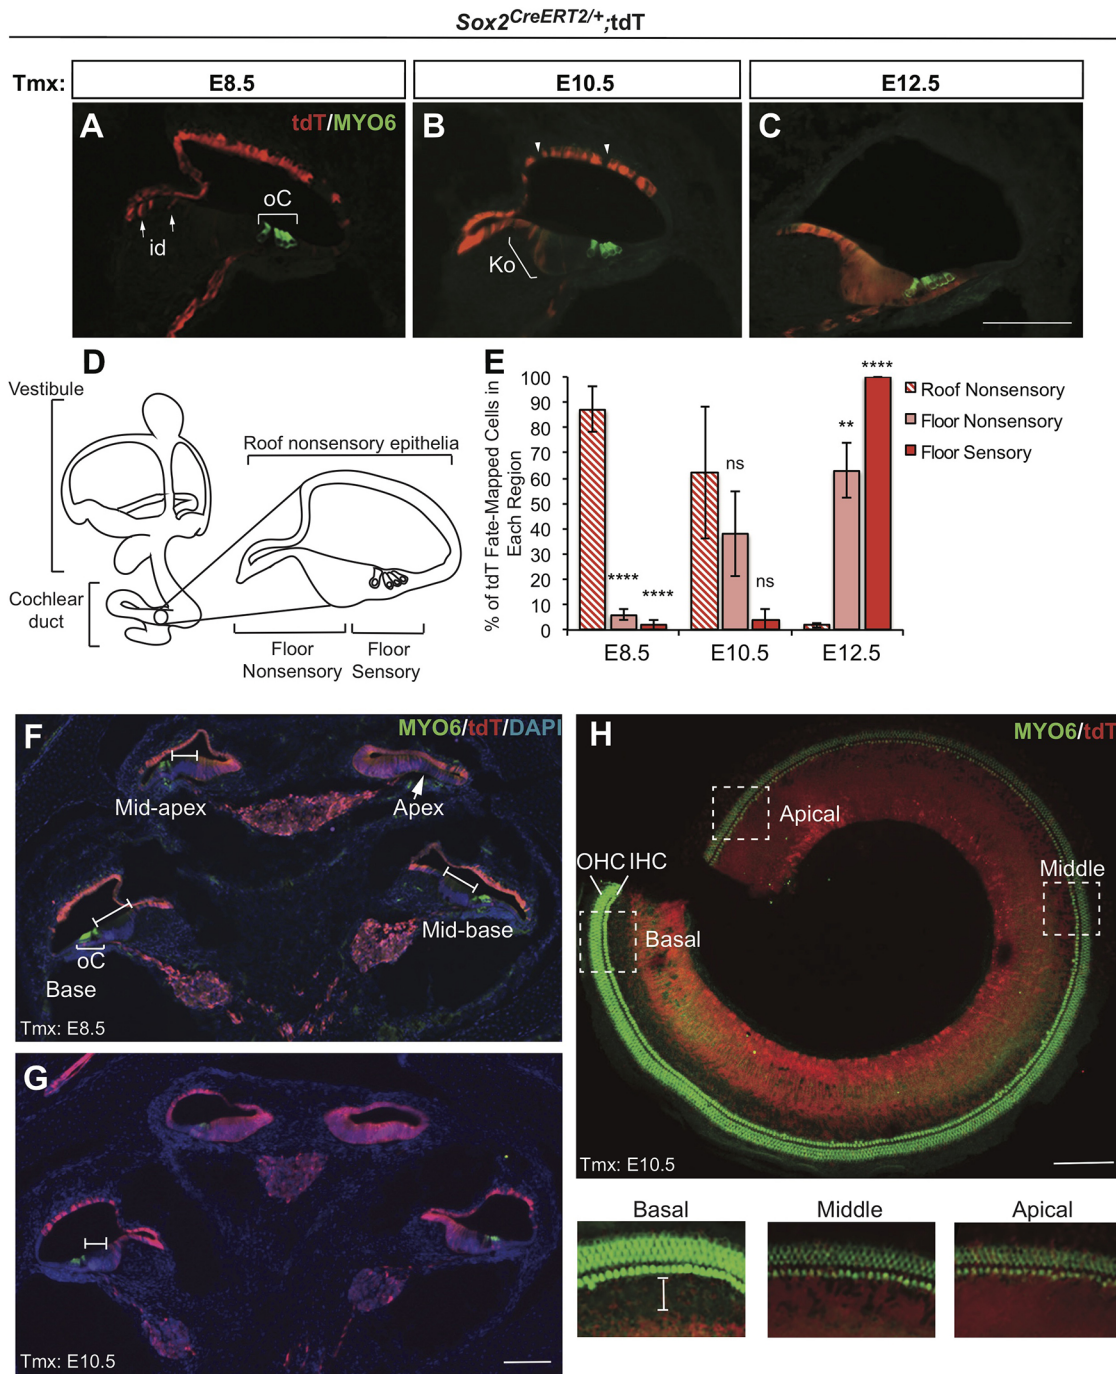 Sox2CreERT2/+;tdT
Tmx:
E8.5
E10.5
E12.5
A
tdT/MYO6
oC
id
B
Ko
C
D
Vestibule
Roof nonsensory epithelia
Cochlear
duct
Floor
Nonsensory
Floor
Sensory
E
% of tdT Fate-Mapped Cells in
Each Region
100
90
80
70
60
50
40
30
20
10
0
****
****
ns
ns
**
****
E8.5
E10.5
E12.5
Roof Nonsensory
Floor Nonsensory
Floor Sensory
F
MYO6/tdT/DAPI
Mid-apex
Apex
Mid-base
oC
Base
Tmx: E8.5
G
Tmx: E10.5
H
MYO6/tdT
Apical
OHC
IHC
Middle
Basal
Tmx: E10.5
Basal
Middle
Apical